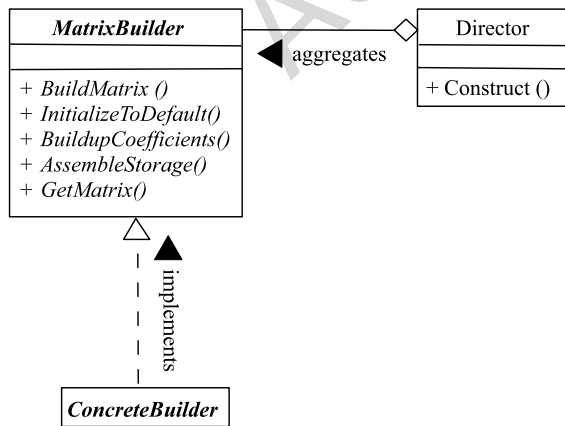 MatrixBuilder
+ BuildMatrix ()
+ InitializeToDefault()
+ BuildupCoefficients()
+ AssembleStorage()
+ GetMatrix()
aggregates
Director
+ Construct ()
implements
ConcreteBuilder